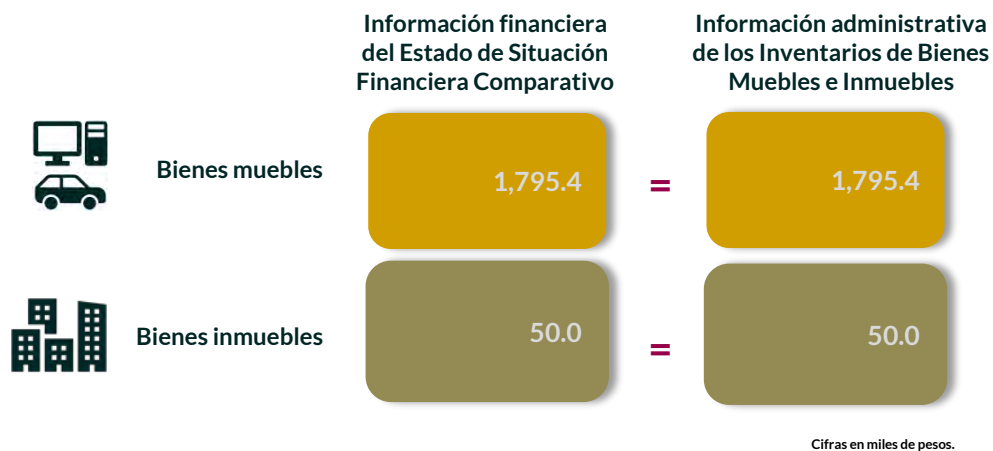 Información financiera
del Estado de Situación
Financiera Comparativo
Información administrativa
de los Inventarios de Bienes
Muebles e Inmuebles
Bienes muebles
1,795.4
=
1,795.4
Bienes inmuebles
50.0
=
50.0
Cifras en miles de pesos.